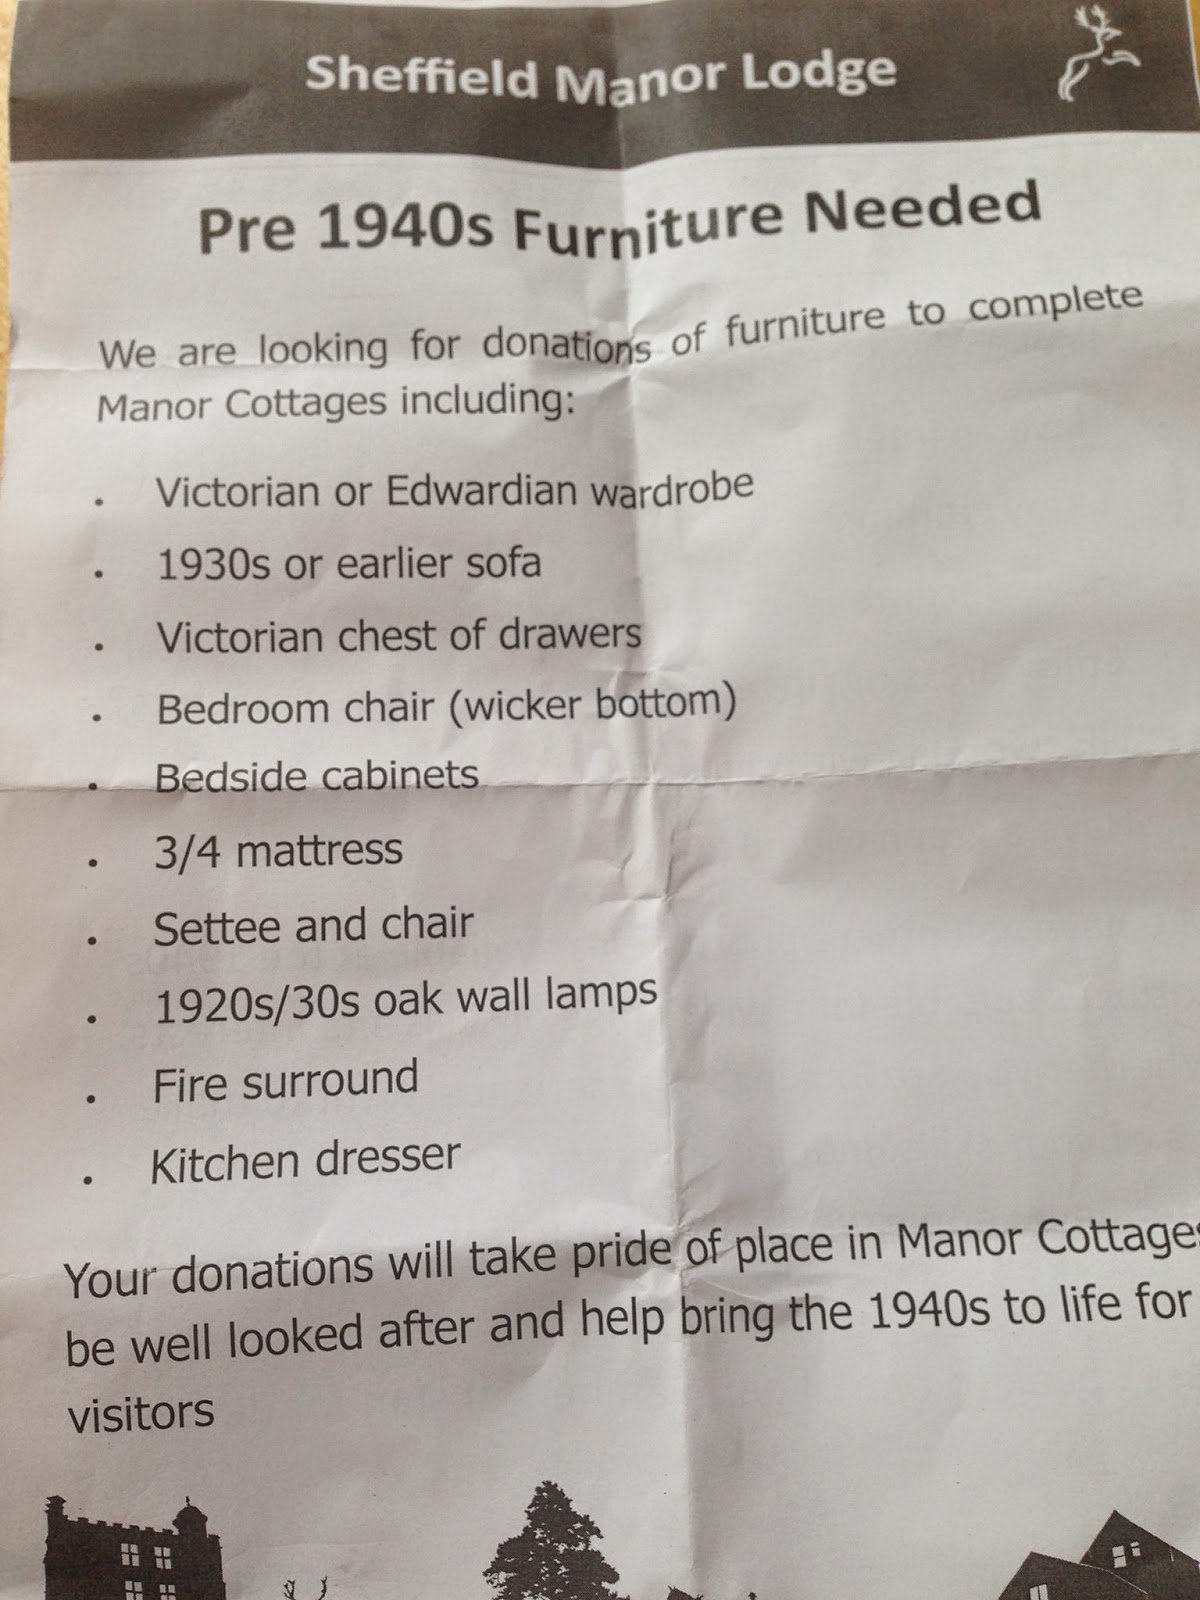 Sheffield Manor Lodge
Pre 1940s Furniture Needed
We are looking for donations of furniture to complete
Manor Cottages including:
. Victorian or Edwardian wardrobe
. 1930s or earlier sofa
. Victorian chest of drawers
. Bedroom chair (wicker bottom)
. Bedside cabinets
. 3/4 mattress
. Settee and chair
. 1920s/30s oak wall lamps
. Fire surround
. Kitchen dresser
Your donations will take pride of place in Manor Cottages
be well looked after and help bring the 1940s to life for
visitors